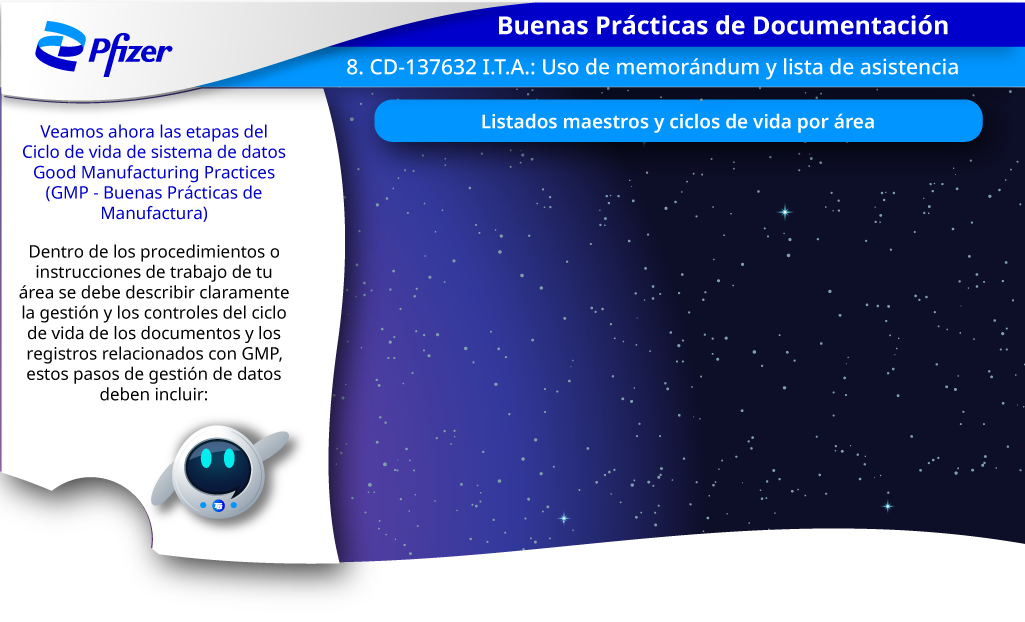 Pfizer
Buenas Prácticas de Documentación
8. CD-137632 I.T.A.: Uso de memorándum y lista de asistencia
Listados maestros y ciclos de vida por área
Veamos ahora las etapas del
Ciclo de vida de sistema de datos
Good Manufacturing Practices
(GMP - Buenas Prácticas de
Manufactura)
Dentro de los procedimientos o
instrucciones de trabajo de tu
área se debe describir claramente
la gestión y los controles del ciclo
de vida de los documentos y los
registros relacionados con GMP,
estos pasos de gestión de datos
deben incluir: